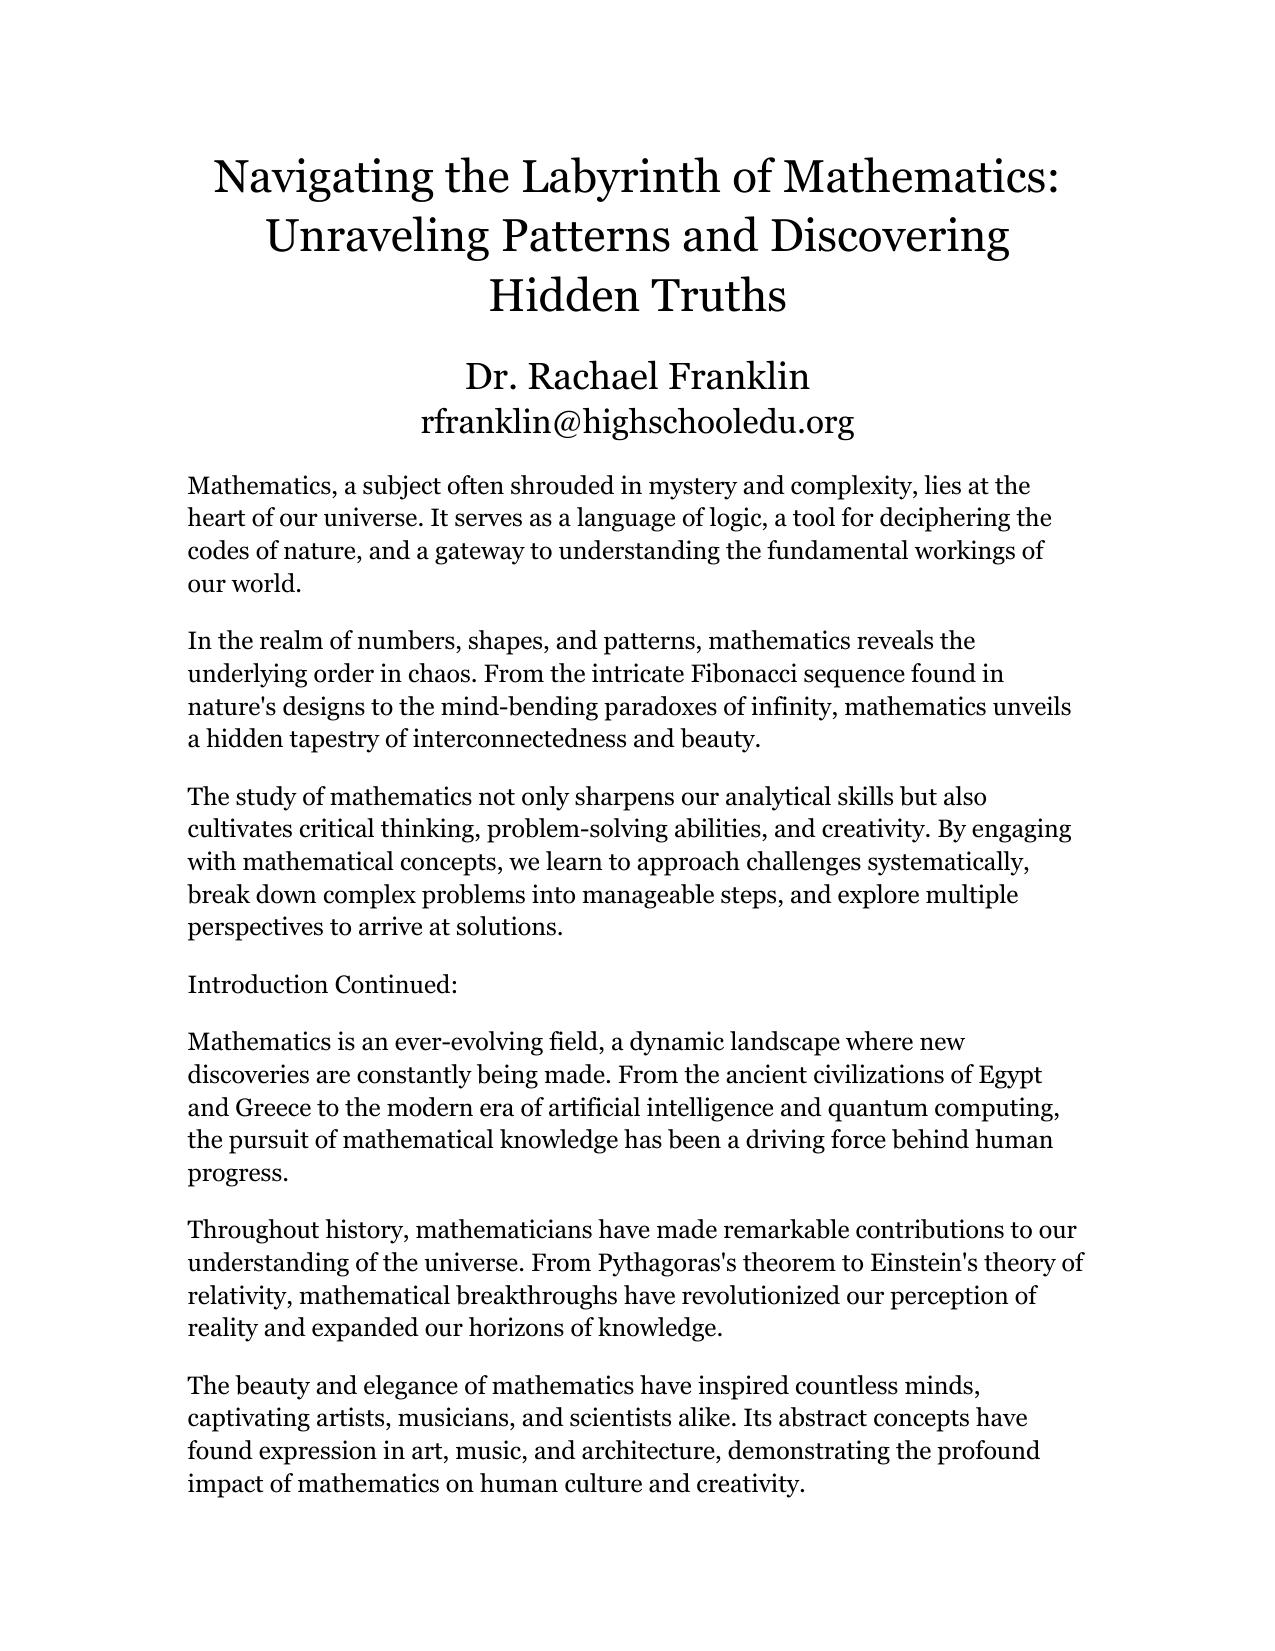 Navigating the Labyrinth of Mathematics:
Unraveling Patterns and Discovering
Hidden Truths
Dr. Rachael Franklin
rfranklin@highschooledu.org
Mathematics, a subject often shrouded in mystery and complexity, lies at the
heart of our universe. It serves as a language of logic, a tool for deciphering the
codes of nature, and a gateway to understanding the fundamental workings of
our world.
In the realm of numbers, shapes, and patterns, mathematics reveals the
underlying order in chaos. From the intricate Fibonacci sequence found in
nature's designs to the mind-bending paradoxes of infinity, mathematics unveils
a hidden tapestry of interconnectedness and beauty.
The study of mathematics not only sharpens our analytical skills but also
cultivates critical thinking, problem-solving abilities, and creativity. By engaging
with mathematical concepts, we learn to approach challenges systematically,
break down complex problems into manageable steps, and explore multiple
perspectives to arrive at solutions.
Introduction Continued:
Mathematics is an ever-evolving field, a dynamic landscape where new
discoveries are constantly being made. From the ancient civilizations of Egypt
and Greece to the modern era of artificial intelligence and quantum computing,
the pursuit of mathematical knowledge has been a driving force behind human
progress.
Throughout history, mathematicians have made remarkable contributions to our
understanding of the universe. From Pythagoras's theorem to Einstein's theory of
relativity, mathematical breakthroughs have revolutionized our perception of
reality and expanded our horizons of knowledge.
The beauty and elegance of mathematics have inspired countless minds,
captivating artists, musicians, and scientists alike. Its abstract concepts have
found expression in art, music, and architecture, demonstrating the profound
impact of mathematics on human culture and creativity.